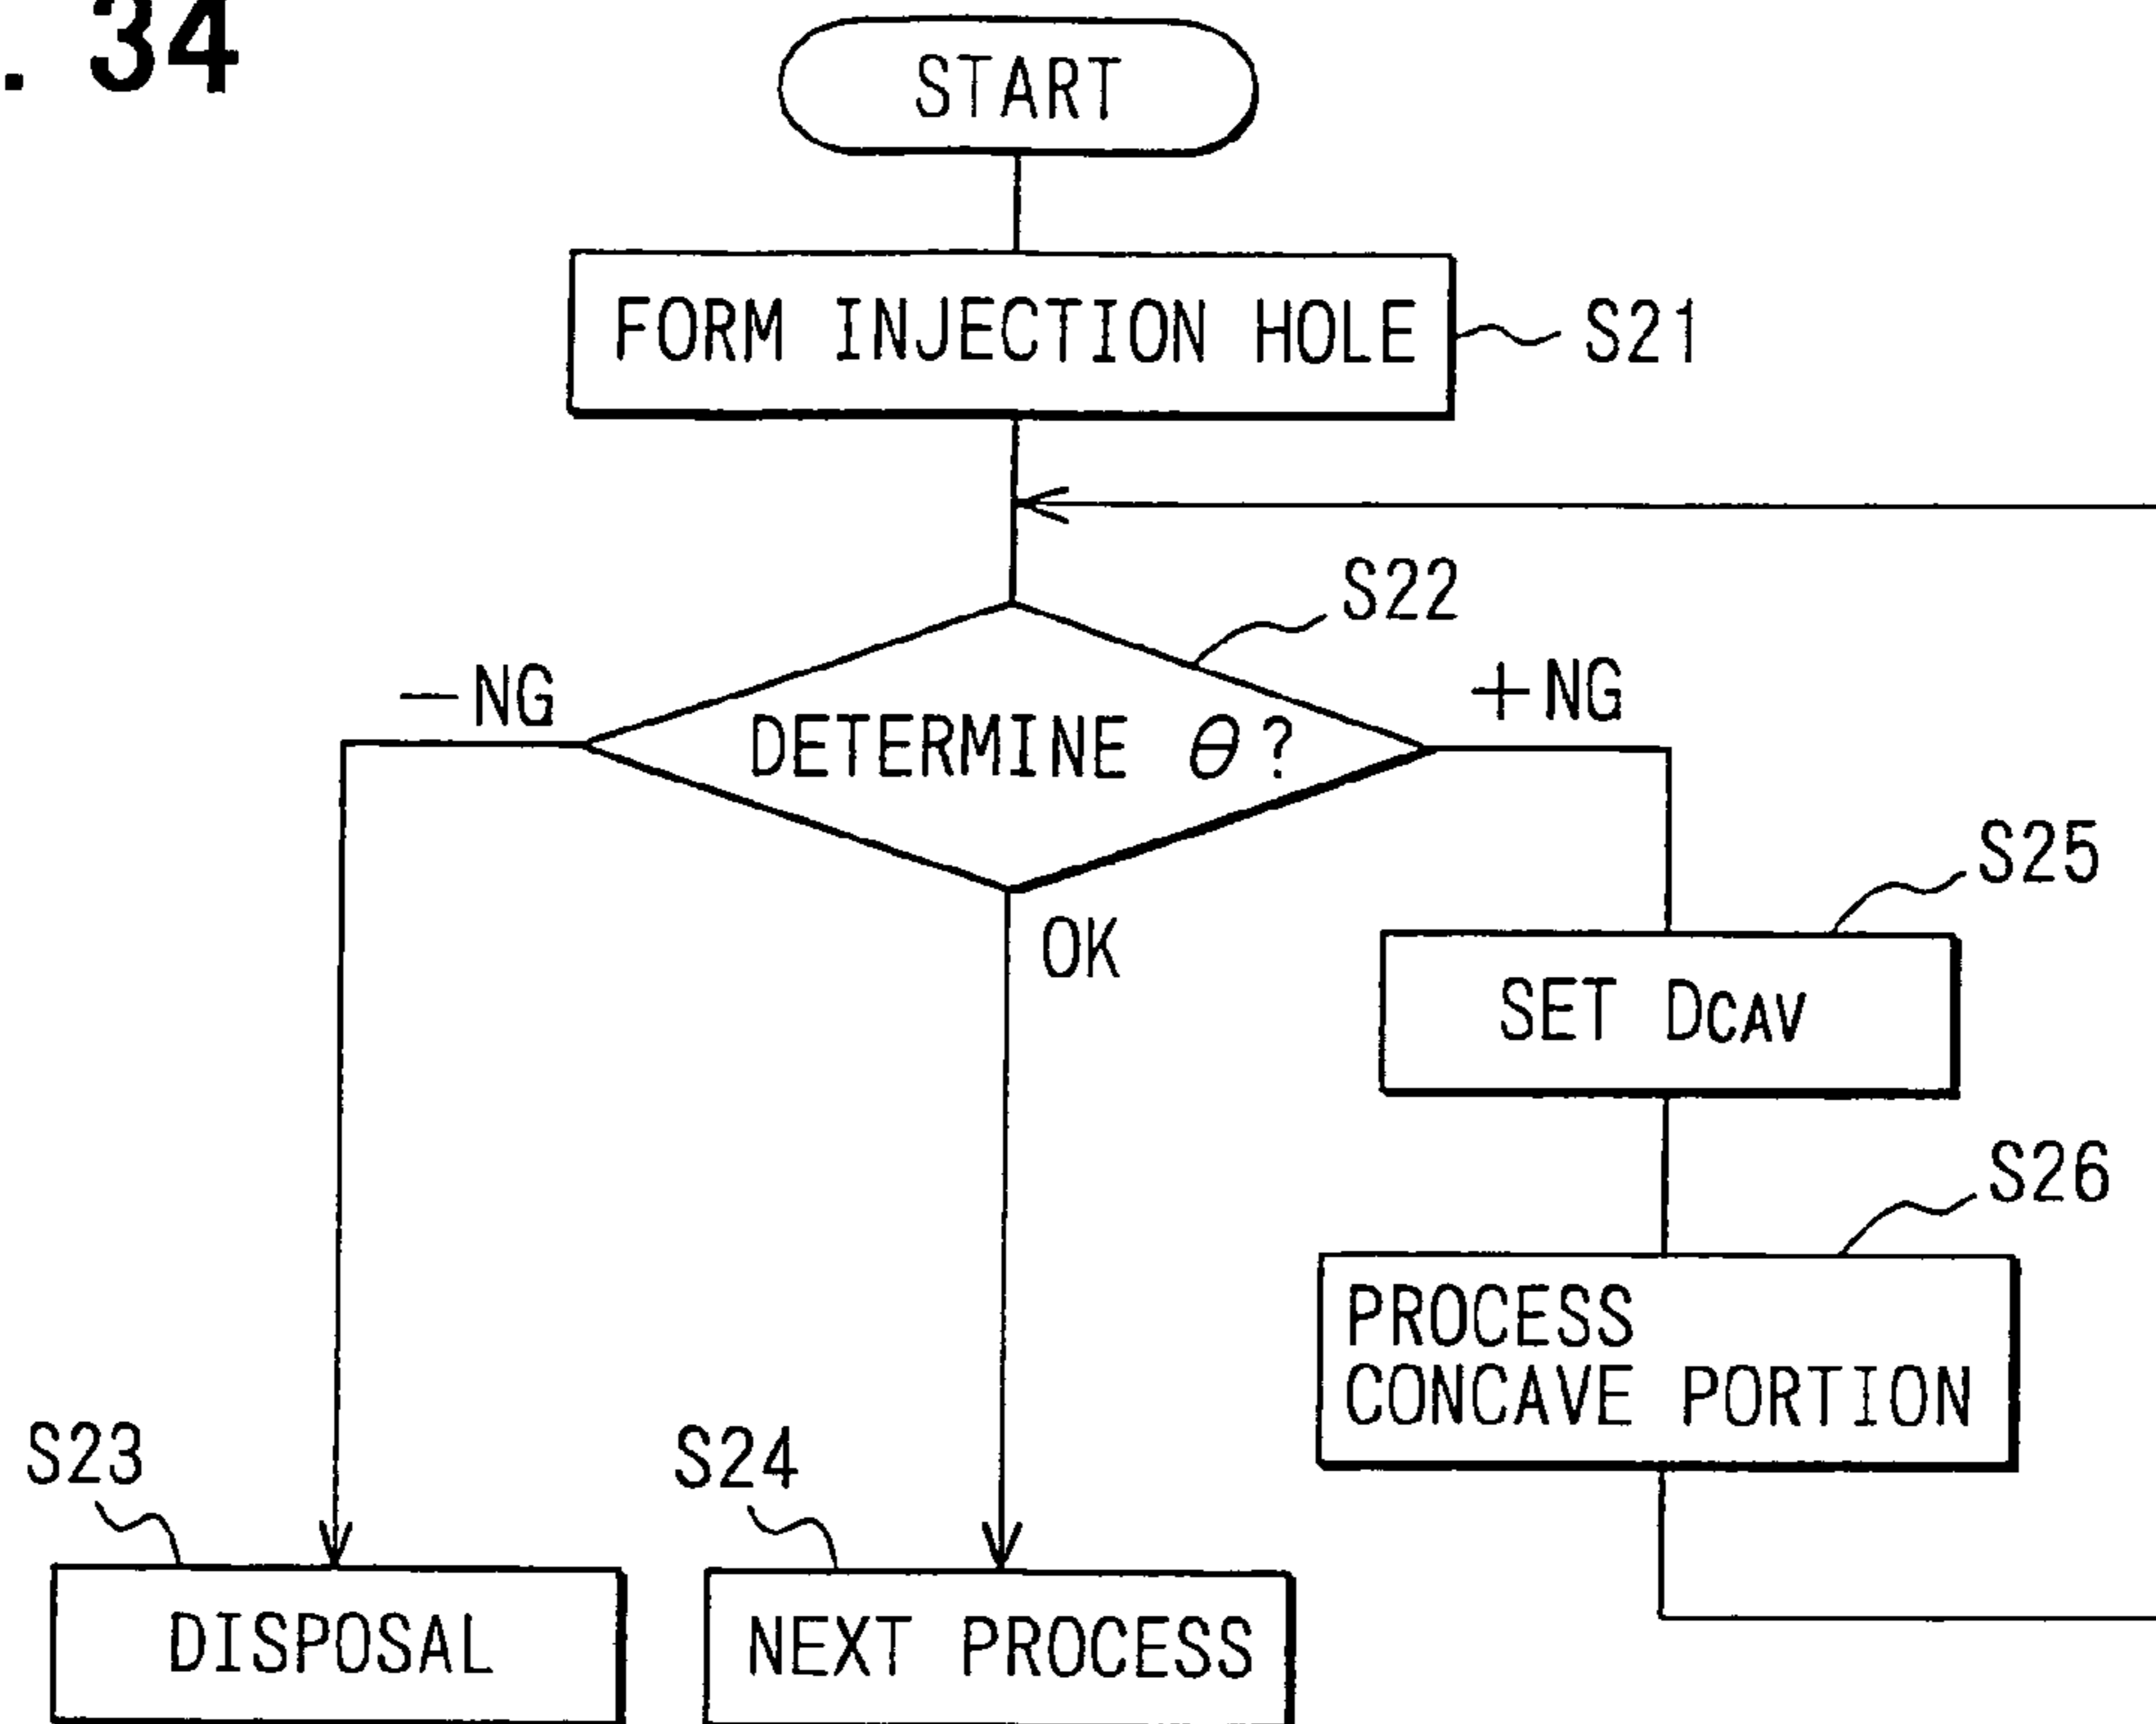 . 34
START
FORM INJECTION HOLE
S21
S22
−NG
+NG
DETERMINE θ?
OK
S25
SET DCAV
S26
PROCESS
CONCAVE PORTION
S23
S24
DISPOSAL
NEXT PROCESS